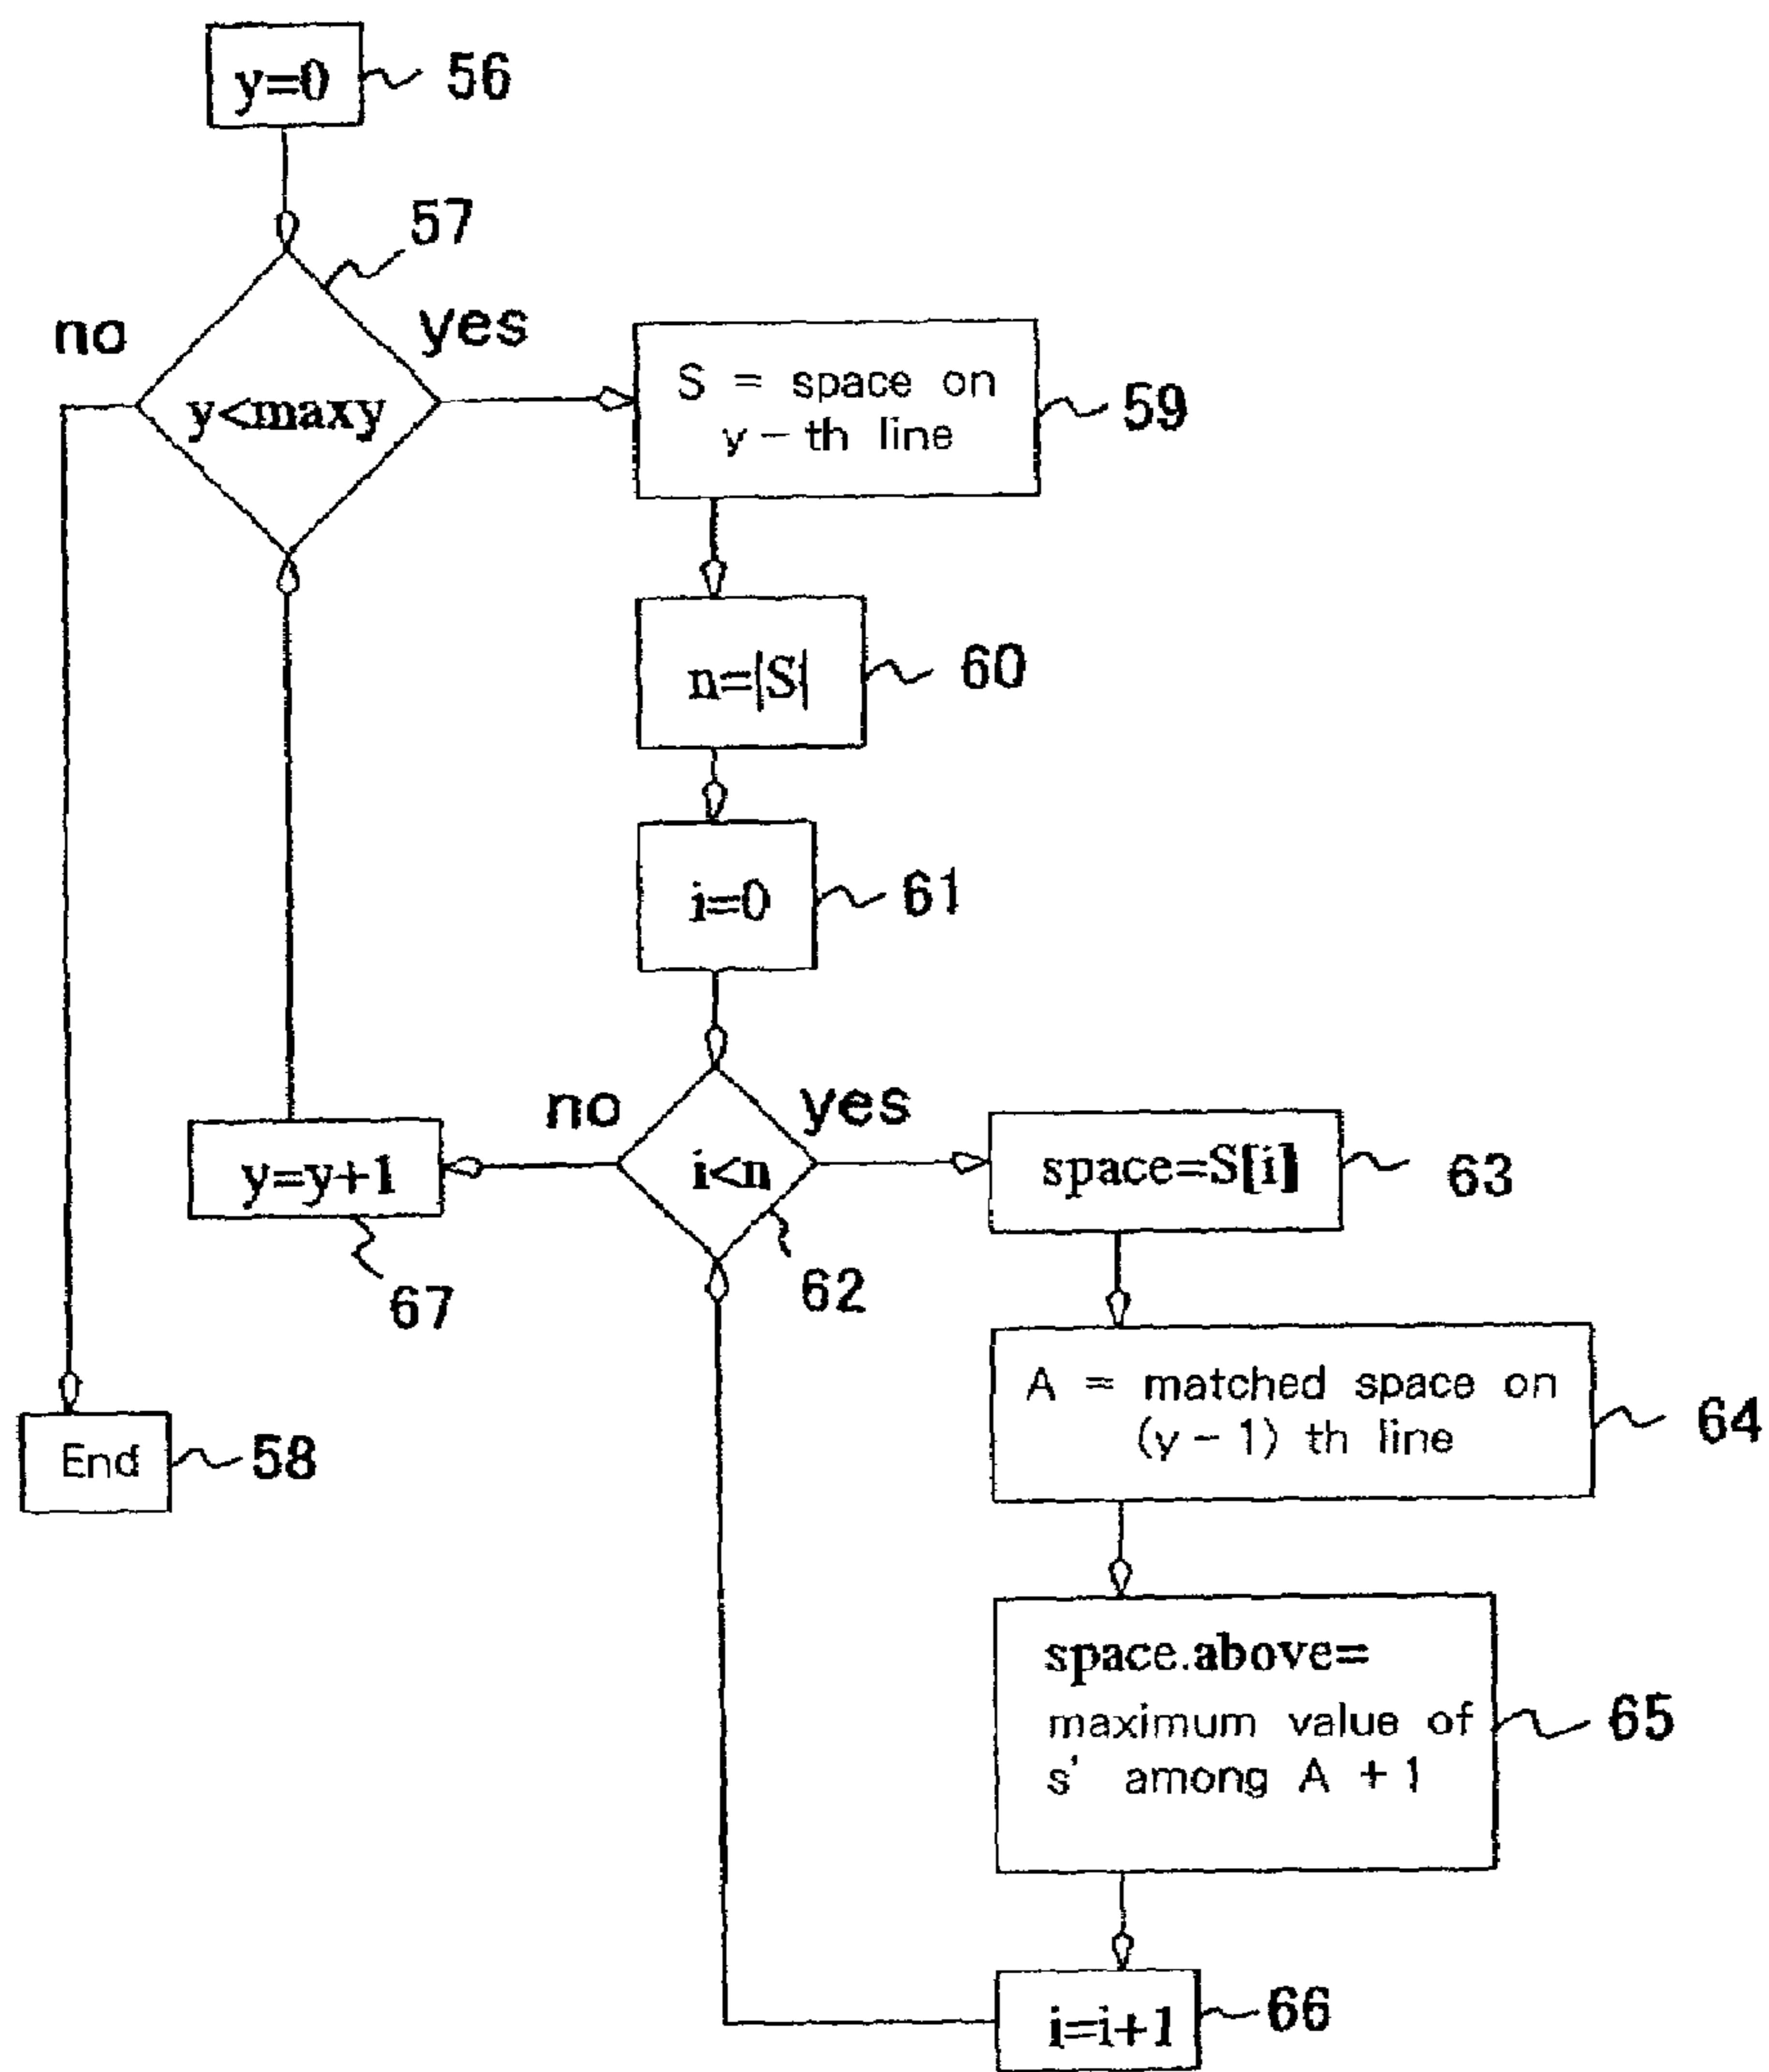 y=0
56
57
no
yes
y<maxy
S = space on
y - th line
59
n=|S|
60
i=0
61
no
yes
y=y+1
i<n
space=S[i]
63
67
62
A = matched space on
(y - 1) th line
64
End
58
space.above=
maximum value of
s' among A + 1
65
i=i+1
66